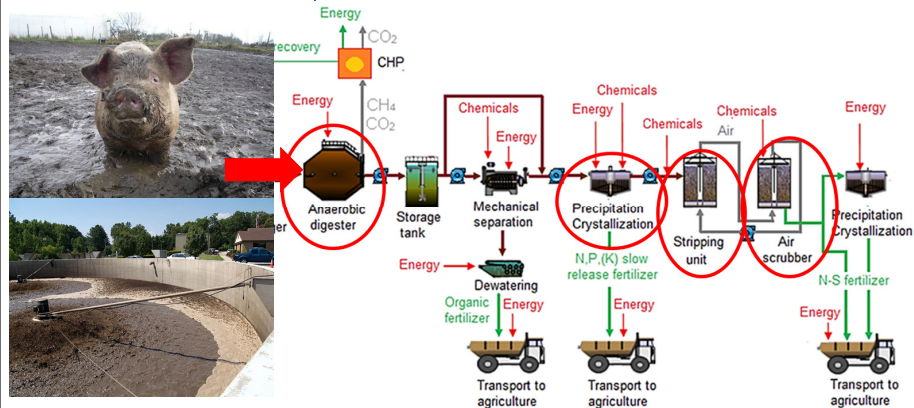 Energy
CO2
recovery
CHP
Energy
CH4
CO2
Anaerobic
digester
Storage
tank
Chemicals
Energy
Mechanical
separation
Energy
Dewatering
Organic
fertilizer
Energy
Transport to
agriculture
Chemicals
Energy
Precipitation
Crystallization
N,P,(K) slow
release fertilizer
Energy
Transport to
agriculture
Chemicals
Stripping
unit
Chemicals
Air
Air
scrubber
Energy
Precipitation
Crystallization
N-S fertilizer
Energy
Transport to
agriculture